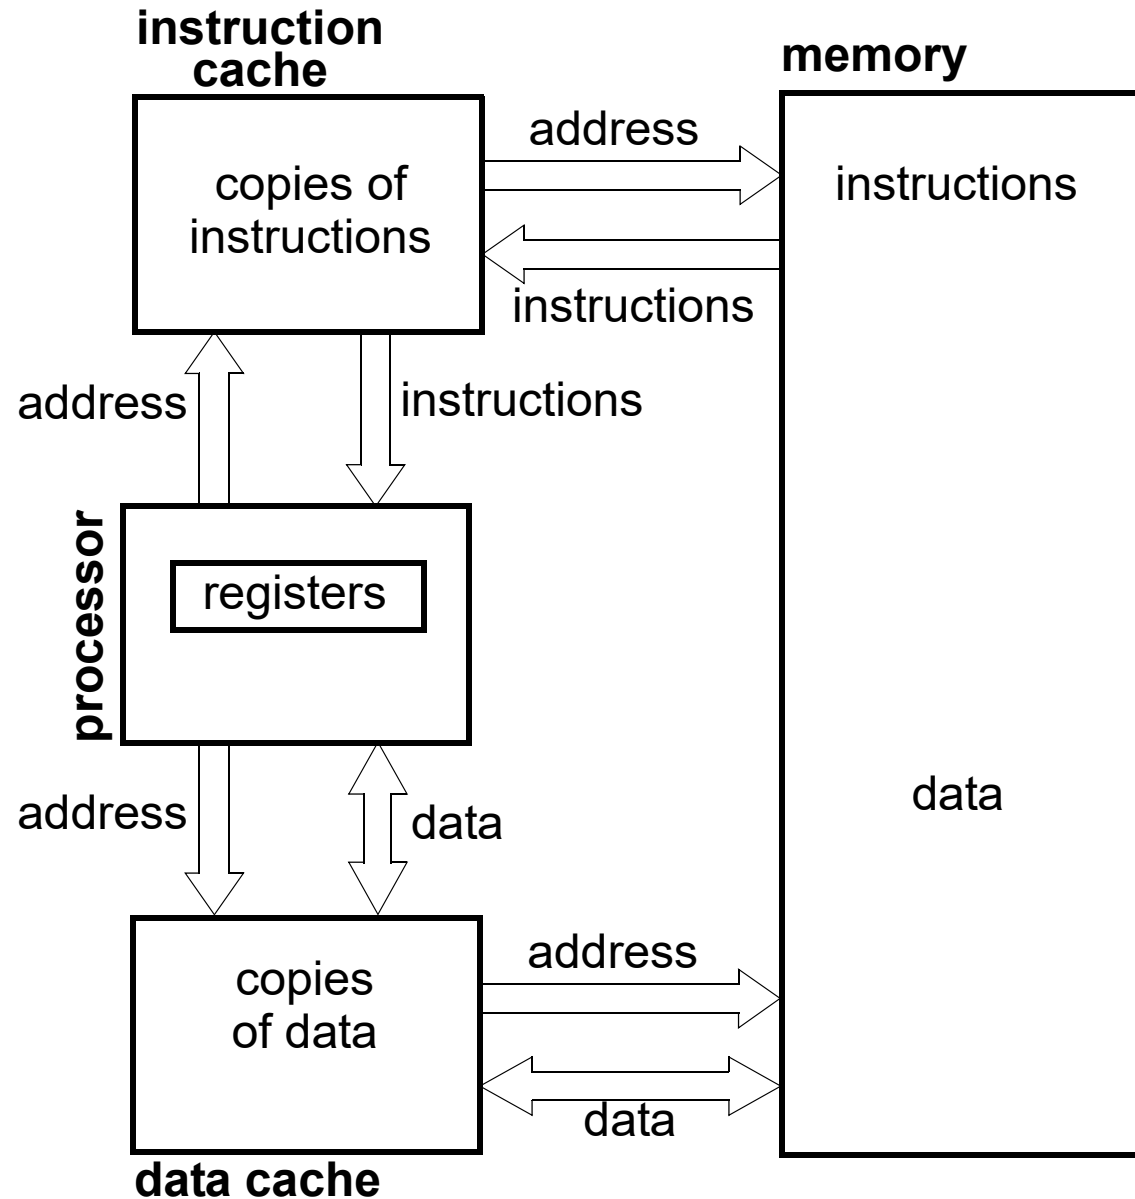 instruction
cache
memory
address
copies of
instructions
instructions
instructions
address
instructions
processor
registers
address
data
data
address
copies
of data
data
data cache